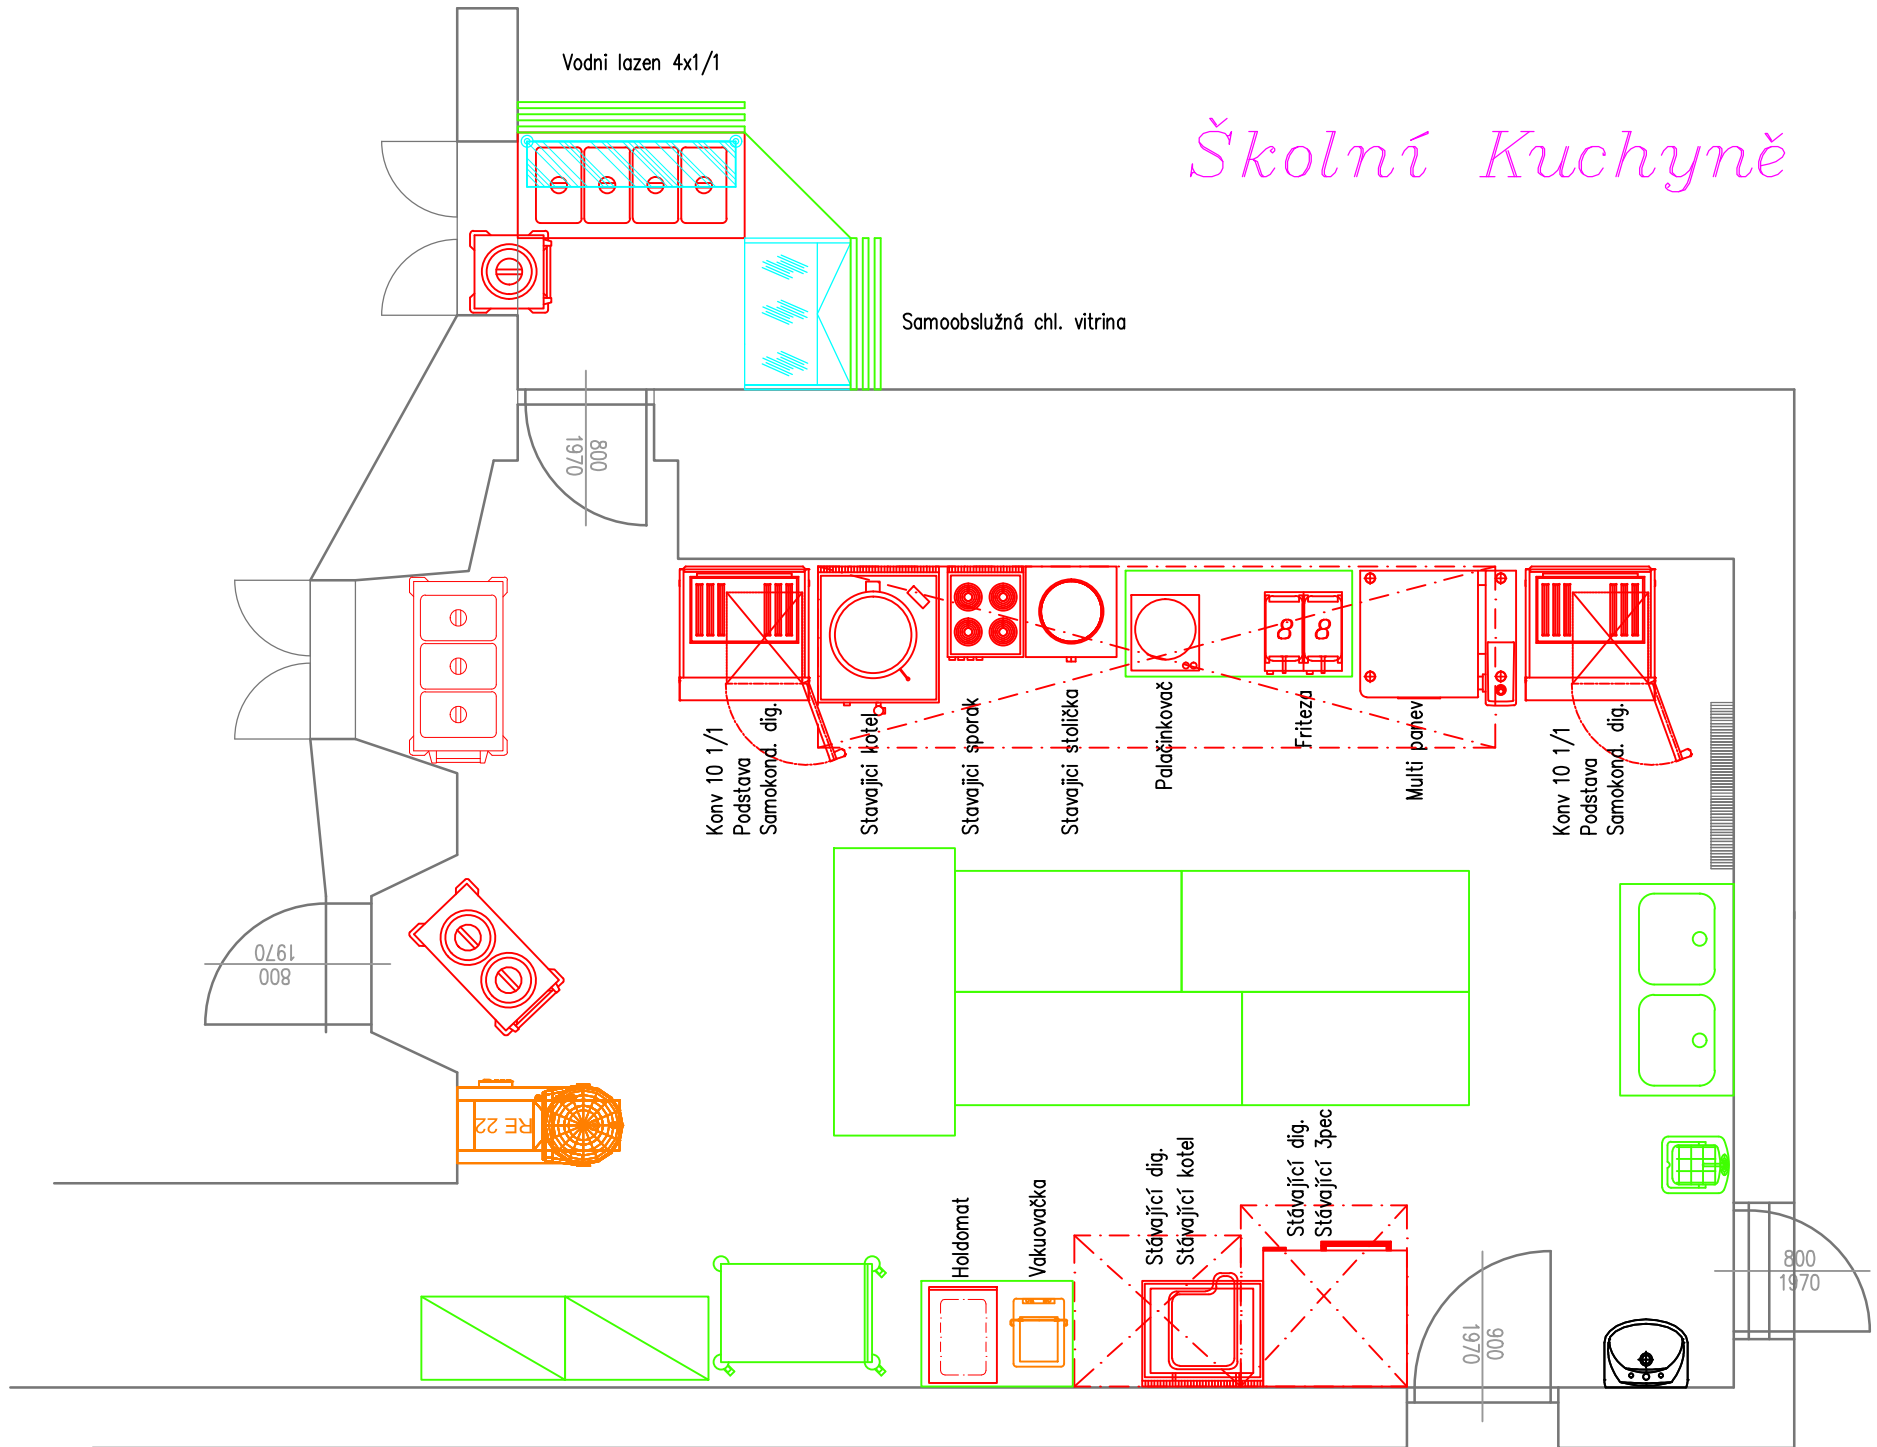 Vodni lazen 4x1/1
Školní Kuchyně
Samoobslužná chl. vitrina
800
1970
Konv 10 1/1
Podstava
Samokond. dig.
Stavajici kotel
Stavajici sporak
Stavajici stolička
Palačinkovač
8 8
Friteza
Multi panev
Konv 10 1/1
Podstava
Samokond. dig.
800
1970
RE 22
Holdomat
Vakuovačka
Stávající dig.
Stávající kotel
Stávající dig.
Stávající 3pec
900
1970
800
1970